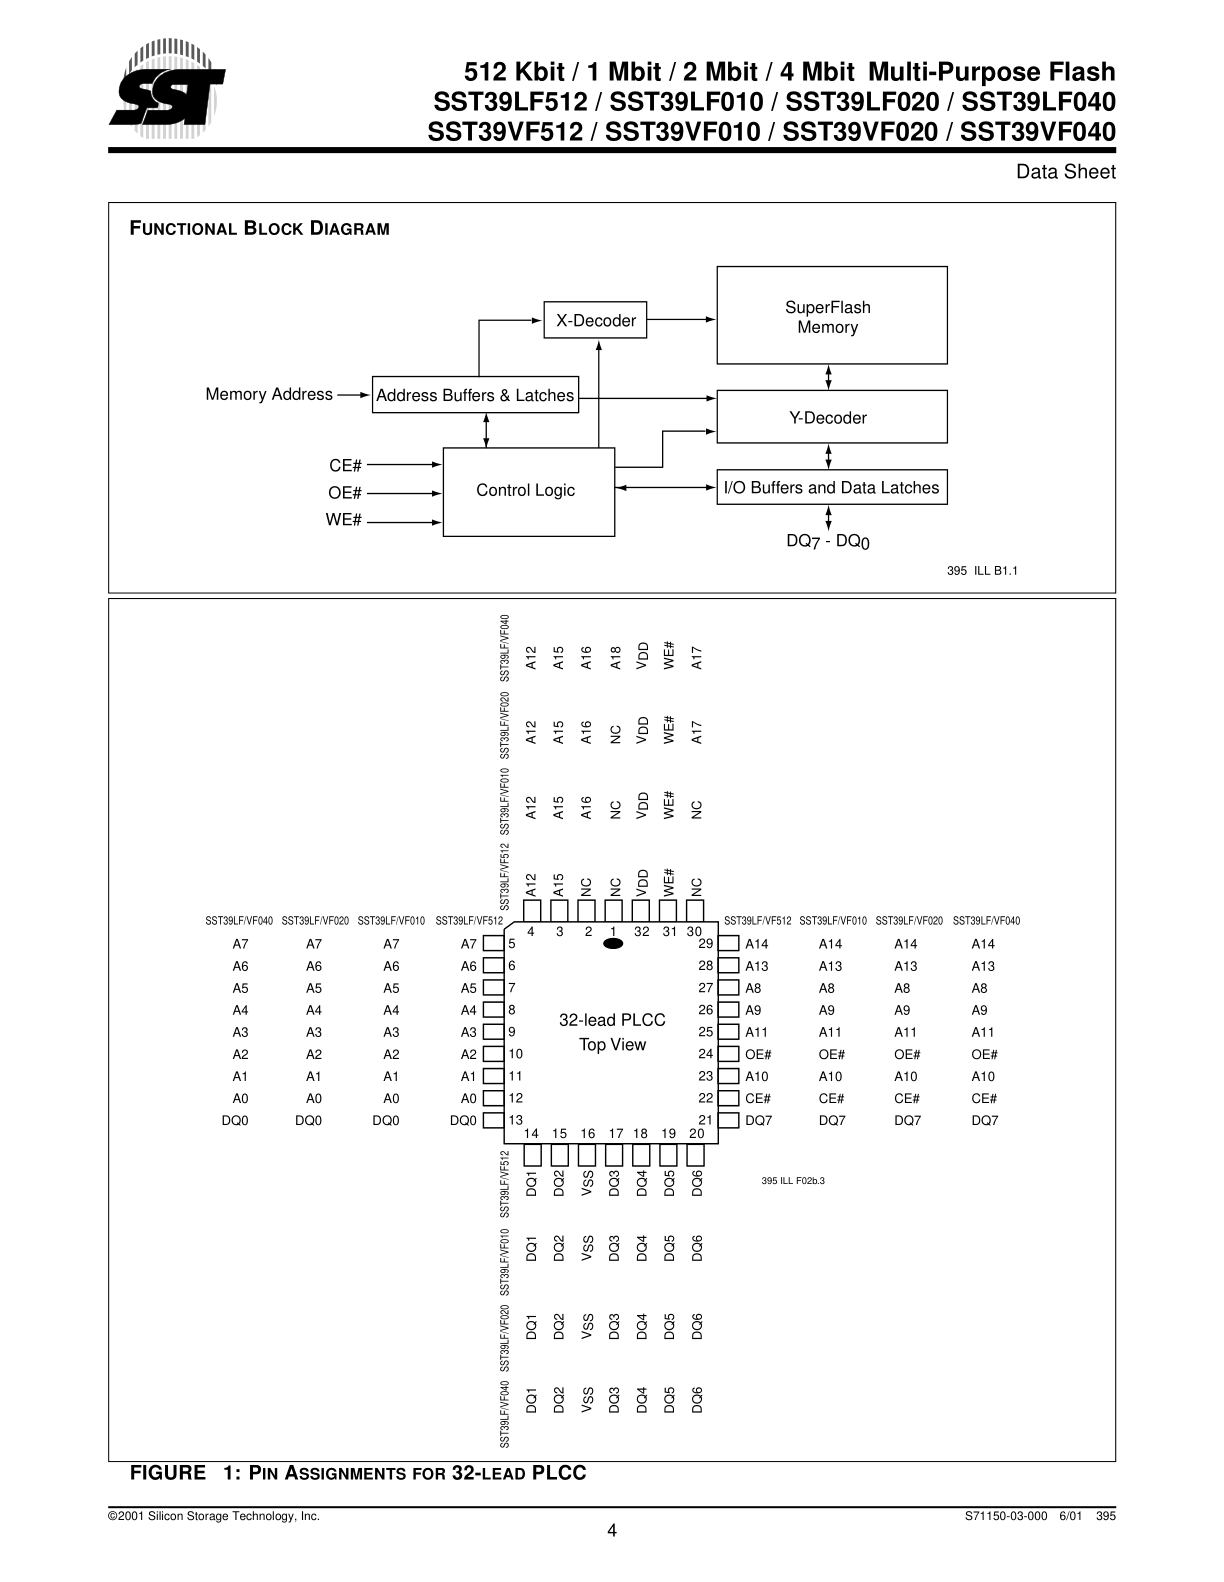 SST
512 Kbit / 1 Mbit / 2 Mbit / 4 Mbit Multi-Purpose Flash
SST39LF512 / SST39LF010 / SST39LF020 / SST39LF040
SST39VF512 / SST39VF010 / SST39VF020 / SST39VF040
Data Sheet
FUNCTIONAL BLOCK DIAGRAM
SuperFlash
Memory
X-Decoder
Memory Address
Address Buffers & Latches
Y-Decoder
CE#
OE#
WE#
Control Logic
I/O Buffers and Data Latches
DQ7 - DQ0
395 ILL B1.1
SST39LF/VF040 A12 A15 A16 A18 VDD WE# A17
SST39LF/VF020 A12 A15 A16 NC VDD WE# A17
SST39LF/VF010 A12 A15 A16 NC VDD WE# NC
SST39LF/VF512 A12 A15 NC NC VDD WE# NC
SST39LF/VF040 SST39LF/VF020 SST39LF/VF010 SST39LF/VF512 SST39LF/VF512 SST39LF/VF010 SST39LF/VF020 SST39LF/VF040
4 3 2 1 32 31 30
A7 A7 A7 A7 5 29 A14 A14 A14 A14
A6 A6 A6 A6 6 28 A13 A13 A13 A13
A5 A5 A5 A5 7 27 A8 A8 A8 A8
A4 A4 A4 A4 8 26 A9 A9 A9 A9
32-lead PLCC
A3 A3 A3 A3 9 25 A11 A11 A11 A11
Top View
A2 A2 A2 A2 10 24 OE# OE# OE# OE#
A1 A1 A1 A1 11 23 A10 A10 A10 A10
A0 A0 A0 A0 12 22 CE# CE# CE# CE#
DQ0 DQ0 DQ0 DQ0 13 21 DQ7 DQ7 DQ7 DQ7
14 15 16 17 18 19 20
SST39LF/VF512 DQ1 DQ2 VSS DQ3 DQ4 DQ5 DQ6
395 ILL F02b.3
SST39LF/VF010 DQ1 DQ2 VSS DQ3 DQ4 DQ5 DQ6
SST39LF/VF020 DQ1 DQ2 VSS DQ3 DQ4 DQ5 DQ6
SST39LF/VF040 DQ1 DQ2 VSS DQ3 DQ4 DQ5 DQ6
FIGURE 1: PIN ASSIGNMENTS FOR 32-LEAD PLCC
©2001 Silicon Storage Technology, Inc. S71150-03-000 6/01 395
4